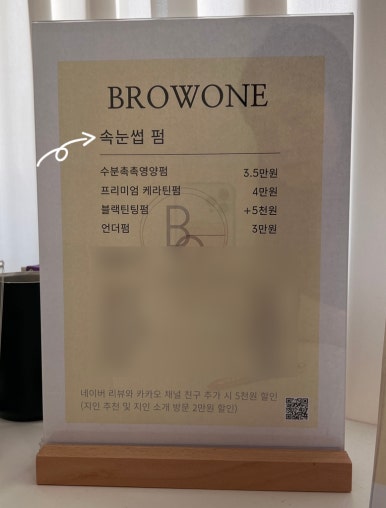 BROWONE
속눈썹 펌
수분촉촉영양펌 3.5만원
프리미엄 케라틴펌 4만원
블랙틴팅펌 +5천원
언더펌 3만원
네이버 리뷰와 카카오 채널 친구 추가 시 5천원 할인
(지인 추천 및 지인 소개 방문 2만원 할인)